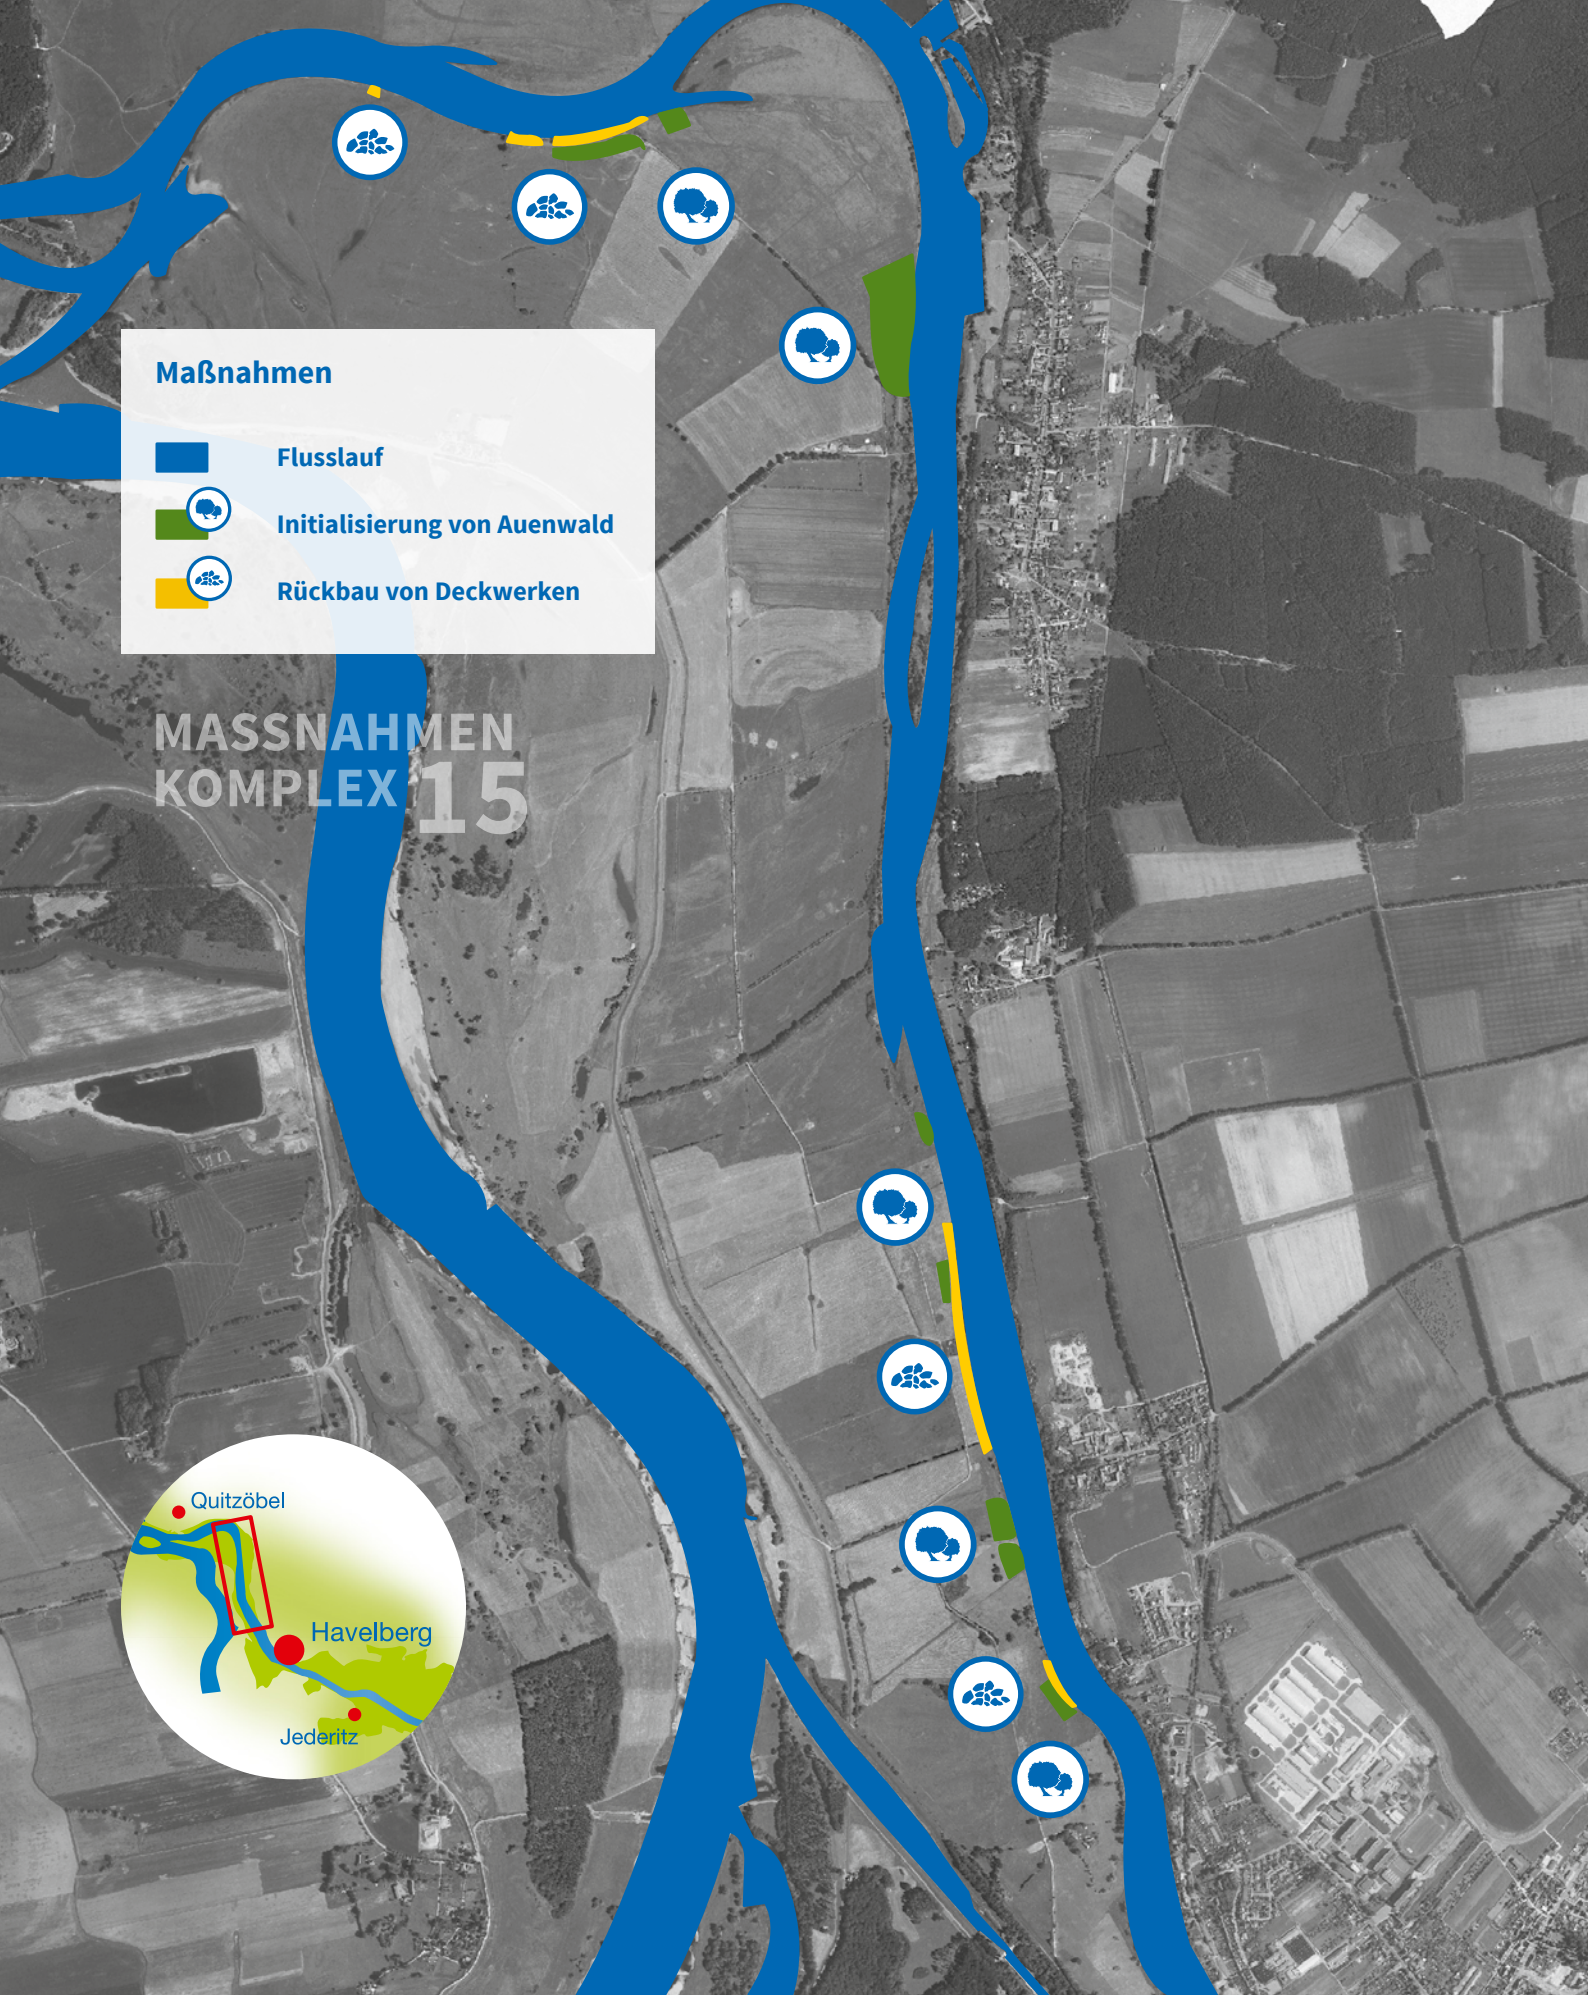 Maßnahmen
Flusslauf
Initialisierung von Auenwald
Rückbau von Deckwerken
MASSNAHMEN
KOMPLEX 15
Quitzöbel
Havelberg
Jederitz